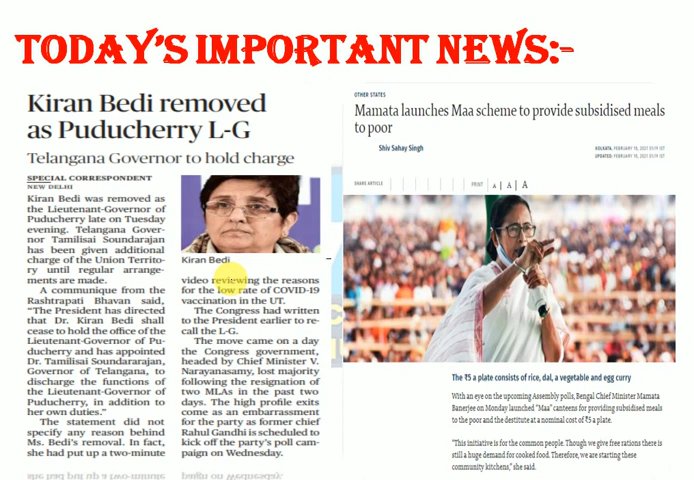 TODAY'S IMPORTANT NEWS:-
Kiran Bedi removed
as Puducherry L-G
Telangana Governor to hold charge
SPECIAL CORRESPONDENT
NEW DELHI
Kiran Bedi was removed as
the Lieutenant-Governor of
Puducherry late on Tuesday
evening. Telangana Gover-
nor Tamilisai Soundarajan
has been given additional
charge of the Union Territo-
ry until regular arrange-
ments are made.
A communique from the
Rashtrapati Bhavan said,
“The President has directed
that Dr. Kiran Bedi shall
cease to hold the office of the
Lieutenant-Governor of Pu-
ducherry and has appointed
Dr. Tamilisai Soundararajan,
Governor of Telangana, to
discharge the functions of
the Lieutenant-Governor of
Puducherry, in addition to
her own duties.”
The statement did not
specify any reason behind
Ms. Bedi's removal. In fact,
she had put up a two-minute
Kiran Bedi
video reviewing the reasons
for the low rate of COVID-19
vaccination in the UT.
The Congress had written
to the President earlier to re-
call the L-G.
The move came on a day
the Congress government,
headed by Chief Minister V.
Narayanasamy, lost majority
following the resignation of
two MLAs in the past two
days. The high profile exits
come as an embarrassment
for the party as former chief
Rahul Gandhi is scheduled to
kick off the party's poll cam-
paign on Wednesday.
OTHER STATES
Mamata launches Maa scheme to provide subsidised meals
to poor
Shiv Sahay Singh
KOLKATA, FEBRUARY
UPDATED: FEBRUARY
SHARE ARTICLE
PRINT A A A
The ₹5 a plate consists of rice, dal, a vegetable and egg curry
With an eye on the upcoming Assembly polls, Bengal Chief Minister Mamata
Banerjee on Monday launched “Maa” canteens for providing subsidised meals
to the poor and the destitute at a nominal cost of ₹5 a plate.
“This initiative is for the common people. Though we give free rations there is
still a huge demand for cooked food. Therefore, we are starting these
community kitchens,” she said.